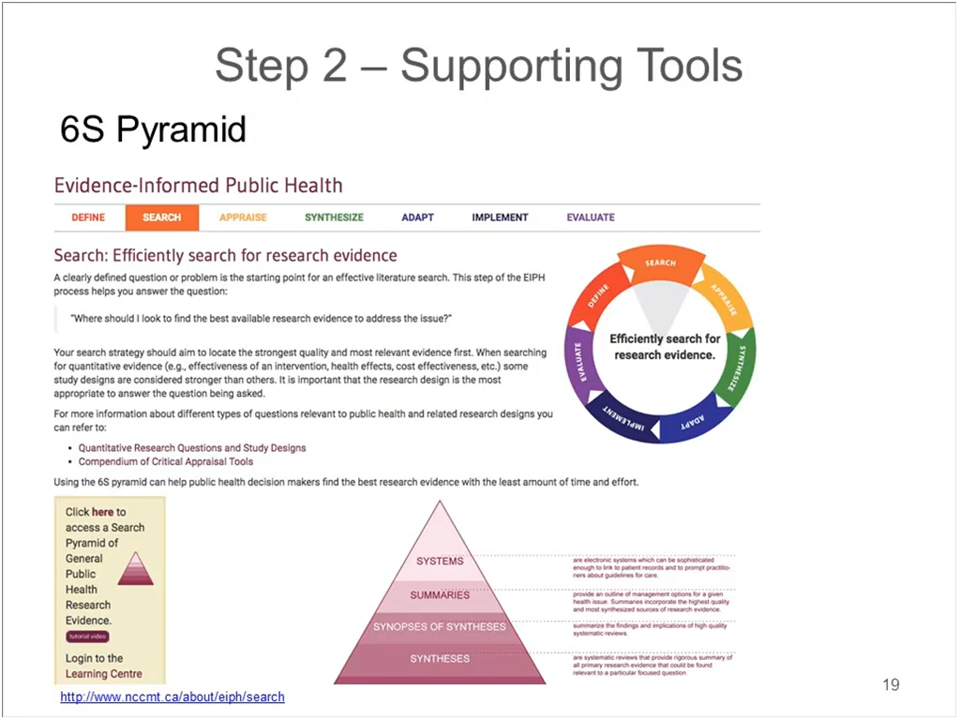 Step 2 – Supporting Tools
6S Pyramid
Evidence-Informed Public Health
DEFINE SEARCH APPRAISE SYNTHESIZE ADAPT IMPLEMENT EVALUATE
Search: Efficiently search for research evidence
A clearly defined question or problem is the starting point for an effective literature search. This step of the EIPH
process helps you answer the question:
"Where should I look to find the best available research evidence to address the issue?"
Your search strategy should aim to locate the strongest quality and most relevant evidence first. When searching
for quantitative evidence (e.g., effectiveness of an intervention, health effects, cost effectiveness, etc.) some
study designs are considered stronger than others. It is important that the research design is the most
appropriate to answer the question being asked.
For more information about different types of questions relevant to public health and related research designs you
can refer to:
• Quantitative Research Questions and Study Designs
• Compendium of Critical Appraisal Tools
SEARCH
APPRAISE
SYNTHESIZE
ADAPT
IMPLEMENT
EVALUATE
DEFINE
Efficiently search for
research evidence.
Using the 6S pyramid can help public health decision makers find the best research evidence with the least amount of time and effort.
Click here to
access a Search
Pyramid of
General
Public
Health
Research
Evidence.
tutorial video
Login to the
Learning Centre
SYSTEMS
are electronic systems which can be sophisticated
enough to link to patient records and to prompt practitio-
ners about guidelines for care.
SUMMARIES
provide an outline of management options for a given
health issue. Summaries incorporate the highest quality
and most synthesized sources of research evidence.
SYNOPSES OF SYNTHESES
summarize the findings and implications of high quality
systematic reviews.
SYNTHESES
are systematic reviews that provide rigorous summary of
all primary research evidence that could be found
relevant to a particular focused question.
http://www.nccmt.ca/about/eiph/search
19